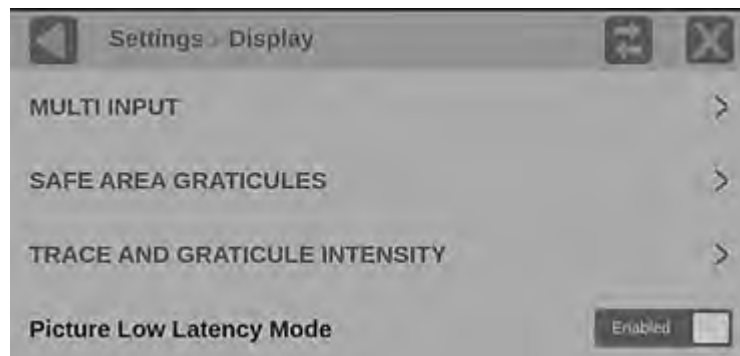 Settings > Display
MULTI INPUT
SAFE AREA GRATICULES
TRACE AND GRATICULE INTENSITY
Picture Low Latency Mode
Enabled